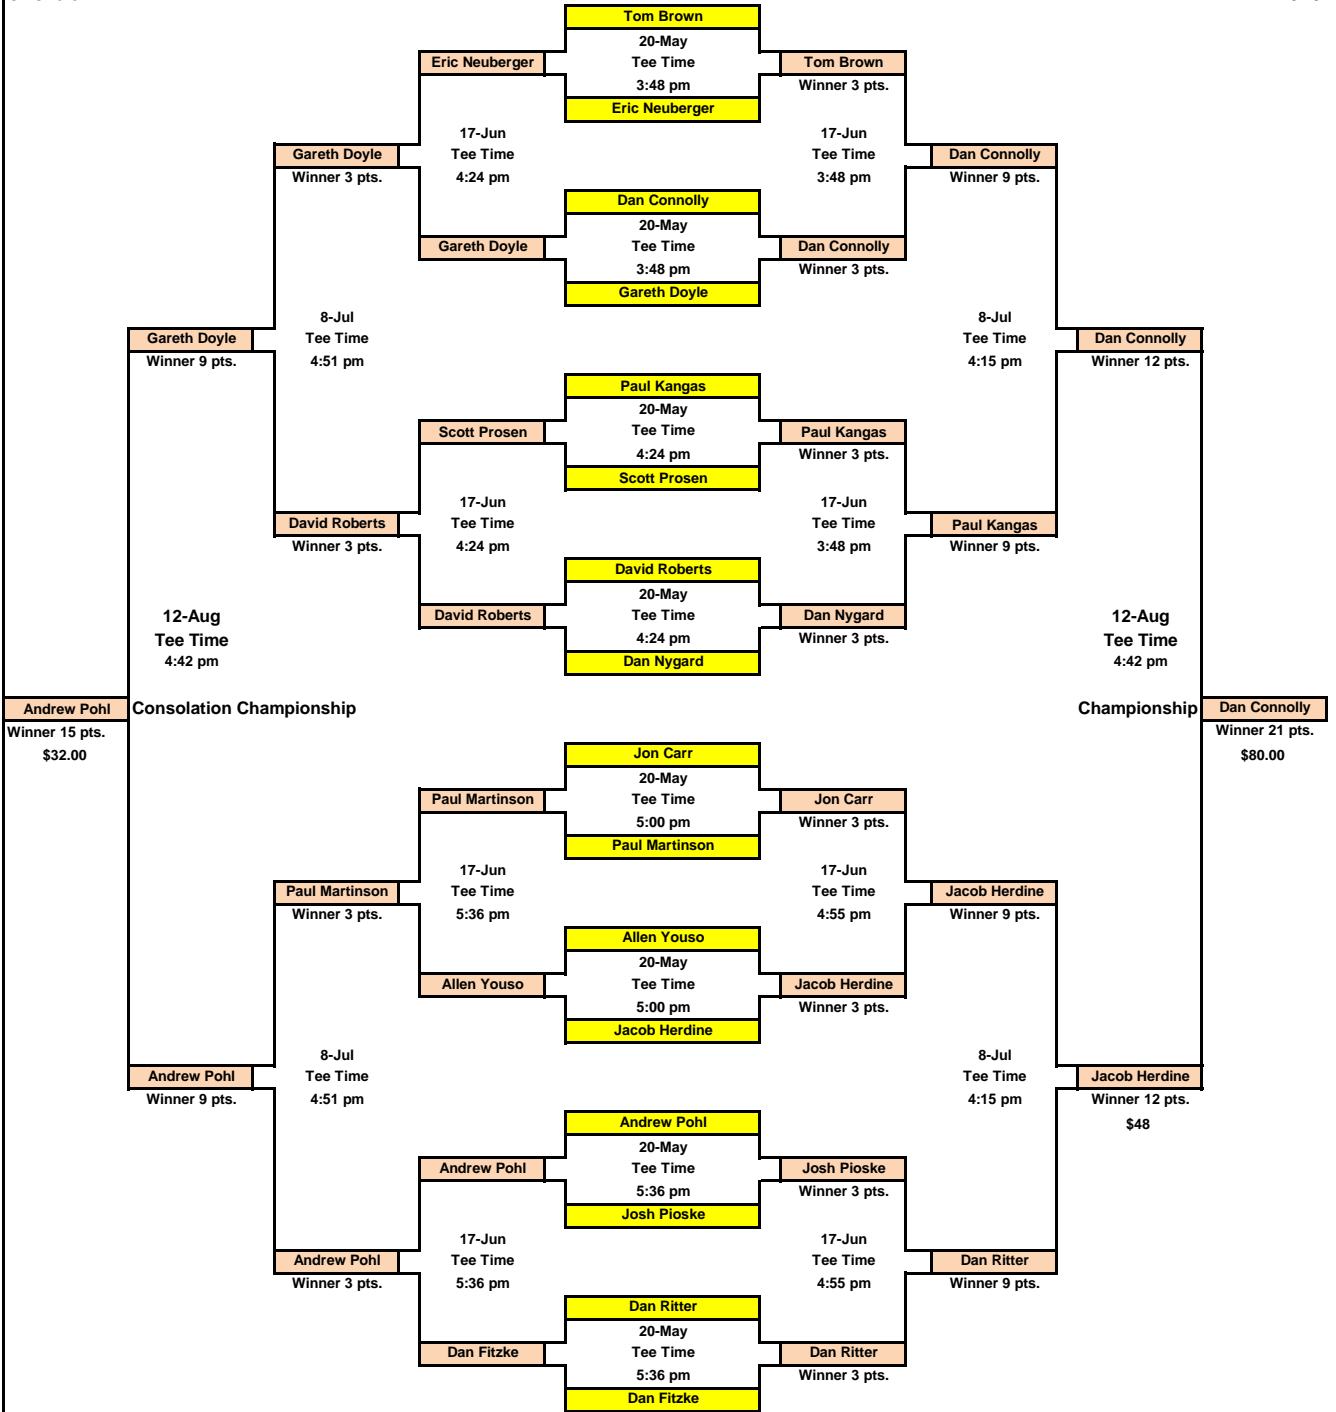 Tom Brown
20-May
Eric Neuberger Tee Time Tom Brown
3:48 pm Winner 3 pts.
Eric Neuberger
17-Jun 17-Jun
Gareth Doyle Tee Time Tee Time Dan Connolly
Winner 3 pts. 4:24 pm 3:48 pm Winner 9 pts.
Dan Connolly
20-May
Gareth Doyle Tee Time Dan Connolly
3:48 pm Winner 3 pts.
Gareth Doyle
8-Jul 8-Jul
Gareth Doyle Tee Time Tee Time Dan Connolly
Winner 9 pts. 4:51 pm 4:15 pm Winner 12 pts.
Paul Kangas
20-May
Scott Prosen Tee Time Paul Kangas
4:24 pm Winner 3 pts.
Scott Prosen
17-Jun 17-Jun
David Roberts Tee Time Tee Time Paul Kangas
Winner 3 pts. 4:24 pm 3:48 pm Winner 9 pts.
David Roberts
20-May
12-Aug David Roberts Tee Time Dan Nygard 12-Aug
Tee Time 4:24 pm Winner 3 pts. Tee Time
4:42 pm Dan Nygard 4:42 pm
Andrew Pohl Consolation Championship Championship Dan Connolly
Winner 15 pts. Winner 21 pts.
$32.00 Jon Carr $80.00
20-May
Paul Martinson Tee Time Jon Carr
5:00 pm Winner 3 pts.
Paul Martinson
17-Jun 17-Jun
Paul Martinson Tee Time Tee Time Jacob Herdine
Winner 3 pts. 5:36 pm 4:55 pm Winner 9 pts.
Allen Youso
20-May
Allen Youso Tee Time Jacob Herdine
5:00 pm Winner 3 pts.
Jacob Herdine
8-Jul 8-Jul
Andrew Pohl Tee Time Tee Time Jacob Herdine
Winner 9 pts. 4:51 pm 4:15 pm Winner 12 pts.
Andrew Pohl $48
20-May
Andrew Pohl Tee Time Josh Pioske
5:36 pm Winner 3 pts.
Josh Pioske
17-Jun 17-Jun
Andrew Pohl Tee Time Tee Time Dan Ritter
Winner 3 pts. 5:36 pm 4:55 pm Winner 9 pts.
Dan Ritter
20-May
Dan Fitzke Tee Time Dan Ritter
5:36 pm Winner 3 pts.
Dan Fitzke